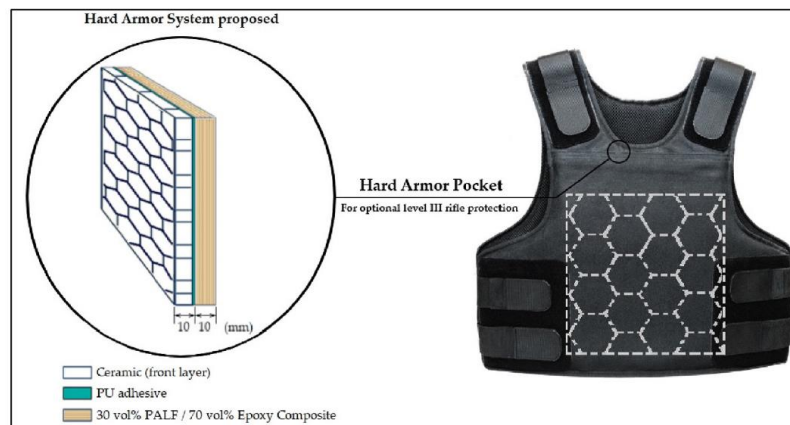 Hard Armor System proposed
Hard Armor Pocket
For optional level III rifle protection
10 10 (mm)
Ceramic (front layer)
PU adhesive
30 vol% PALF / 70 vol% Epoxy Composite